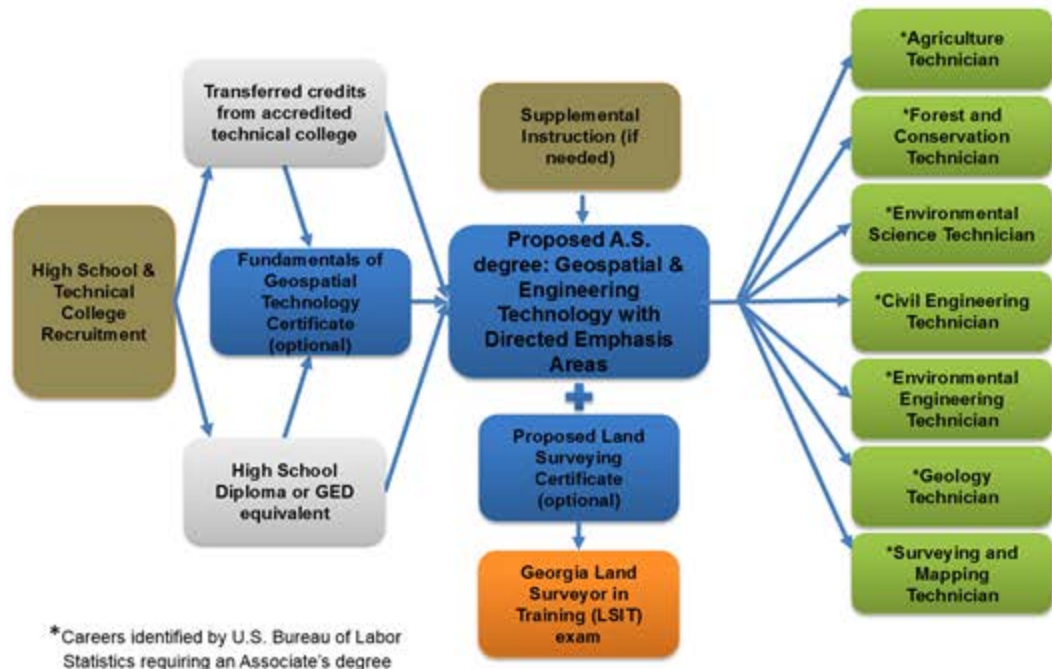 Transferred credits
from accredited
technical college
Supplemental
Instruction (if
needed)
High School &
Technical
College
Recruitment
Fundamentals of
Geospatial
Technology
Certificate
(optional)
High School
Diploma or GED
equivalent
Proposed A.S.
degree: Geospatial &
Engineering
Technology with
Directed Emphasis
Areas
Proposed Land
Surveying
Certificate
(optional)
Georgia Land
Surveyor in
Training (LSIT)
exam
*Agriculture
Technician
*Forest and
Conservation
Technician
*Environmental
Science Technician
*Civil Engineering
Technician
*Environmental
Engineering
Technician
*Geology
Technician
*Surveying and
Mapping
Technician
*Careers identified by U.S. Bureau of Labor
Statistics requiring an Associate's degree